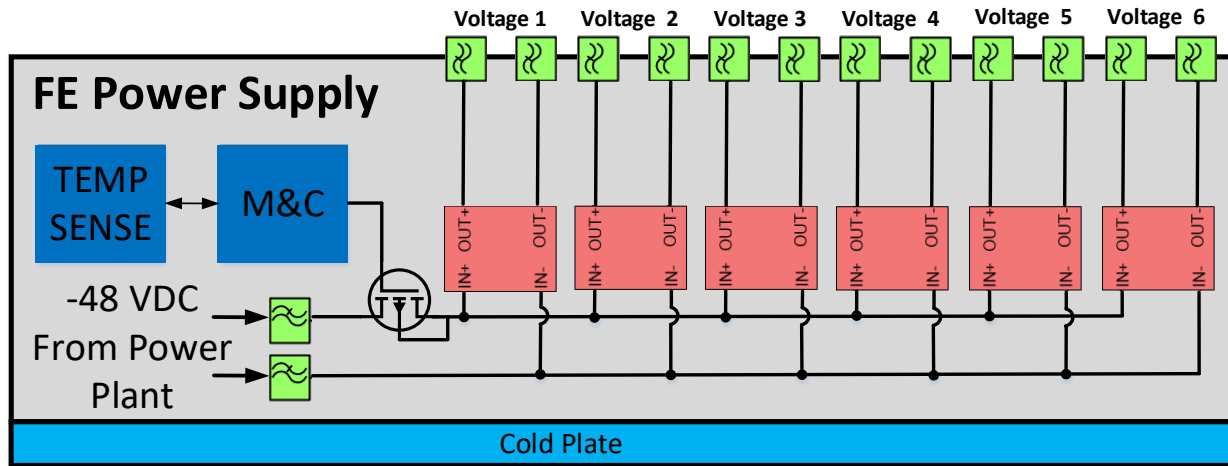 Voltage 1 Voltage 2 Voltage 3 Voltage 4 Voltage 5 Voltage 6
FE Power Supply
TEMP
SENSE
M&C
OUT+ OUT- OUT+ OUT- OUT+ OUT- OUT+ OUT- OUT+ OUT- OUT+ OUT-
IN+ IN- IN+ IN- IN+ IN- IN+ IN- IN+ IN- IN+ IN-
-48 VDC
From Power
Plant
Cold Plate